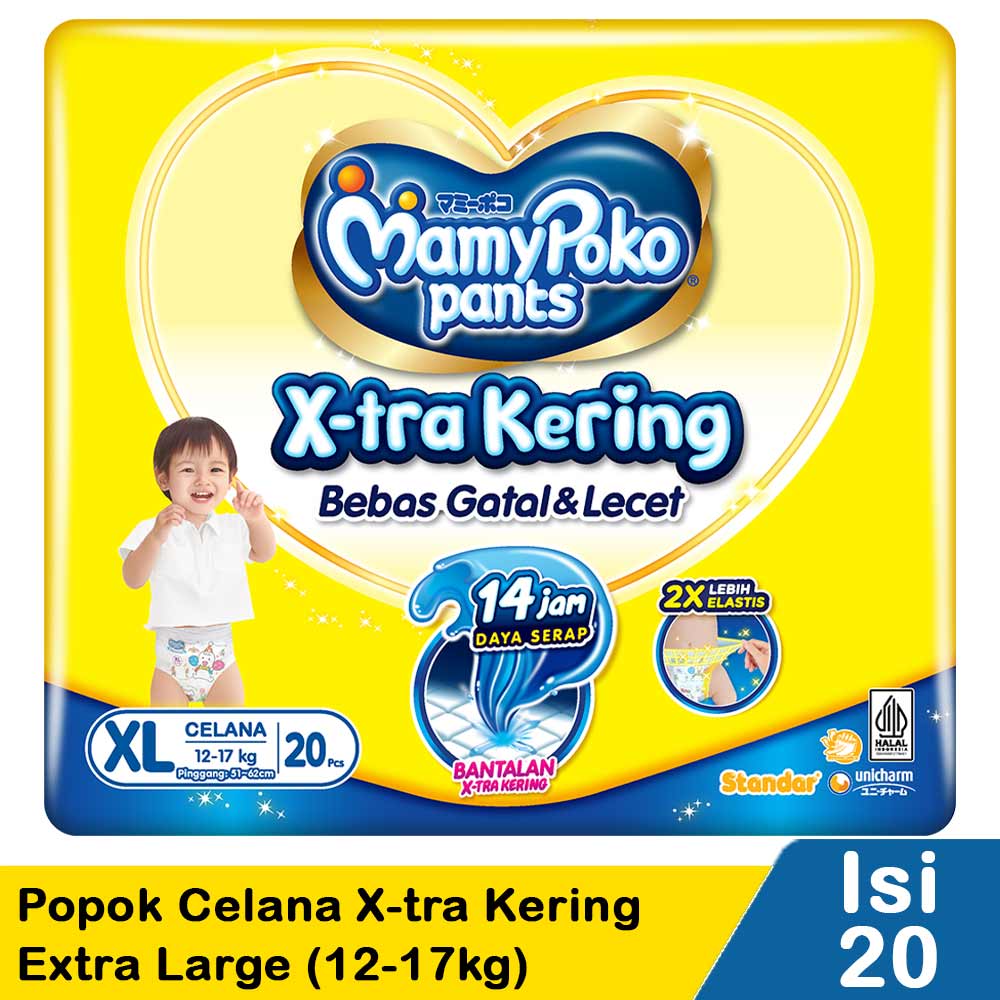 マミーポコ
MamyPoko
pants
X-tra Kering
Bebas Gatal & Lecet
14 jam
DAYA SERAP
2X LEBIH
ELASTIS
XL
CELANA
12-17 kg
Pinggang: 51-62cm
20 Pcs
BANTALAN
X-TRA KERING
HALAL
INDONESIA
Standar
unicharm
ユニ・チャーム
Popok Celana X-tra Kering
Extra Large (12-17kg)
Isi
20